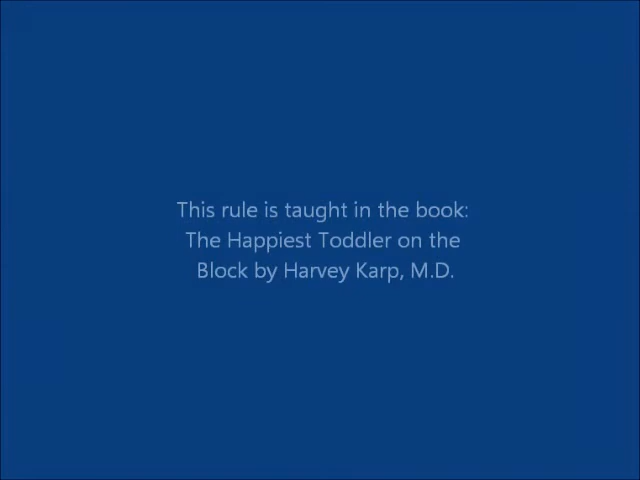 This rule is taught in the book:
The Happiest Toddler on the
Block by Harvey Karp, M.D.